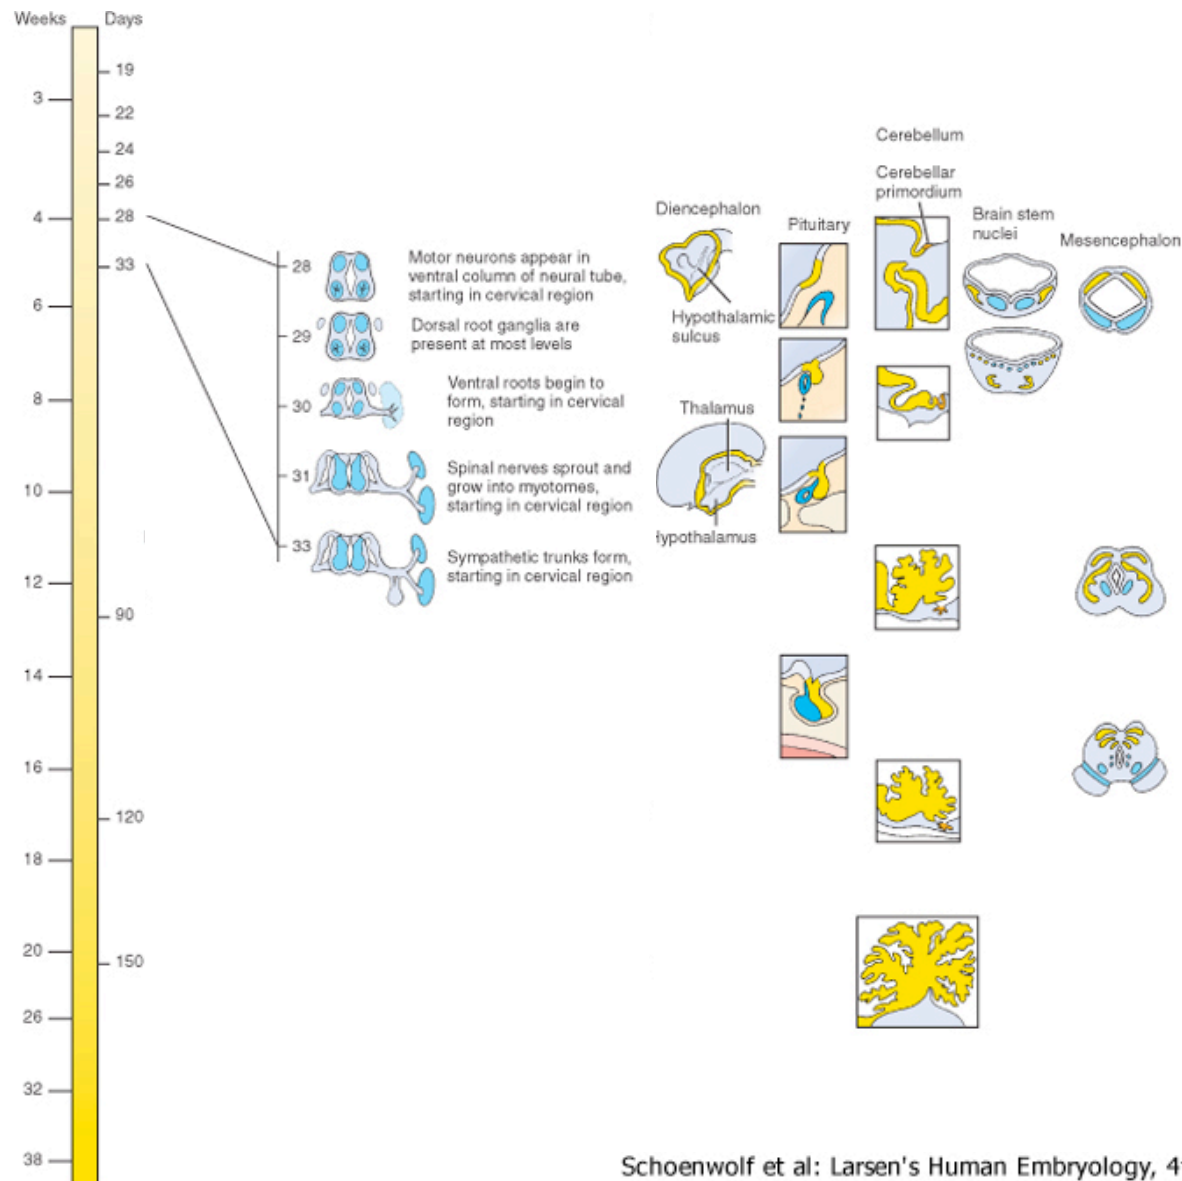 Weeks
Days
19
3
22
24
26
4
28
33
6
8
10
12
90
14
16
120
18
20
150
26
32
38
28
Motor neurons appear in
ventral column of neural tube,
starting in cervical region
29
Dorsal root ganglia are
present at most levels
30
Ventral roots begin to
form, starting in cervical
region
31
Spinal nerves sprout and
grow into myotomes,
starting in cervical region
33
Sympathetic trunks form,
starting in cervical region
Diencephalon
Hypothalamic
sulcus
Thalamus
ypothalamus
Pituitary
Cerebellum
Cerebellar
primordium
Brain stem
nuclei
Mesencephalon
Schoenwolf et al: Larsen's Human Embryology, 4